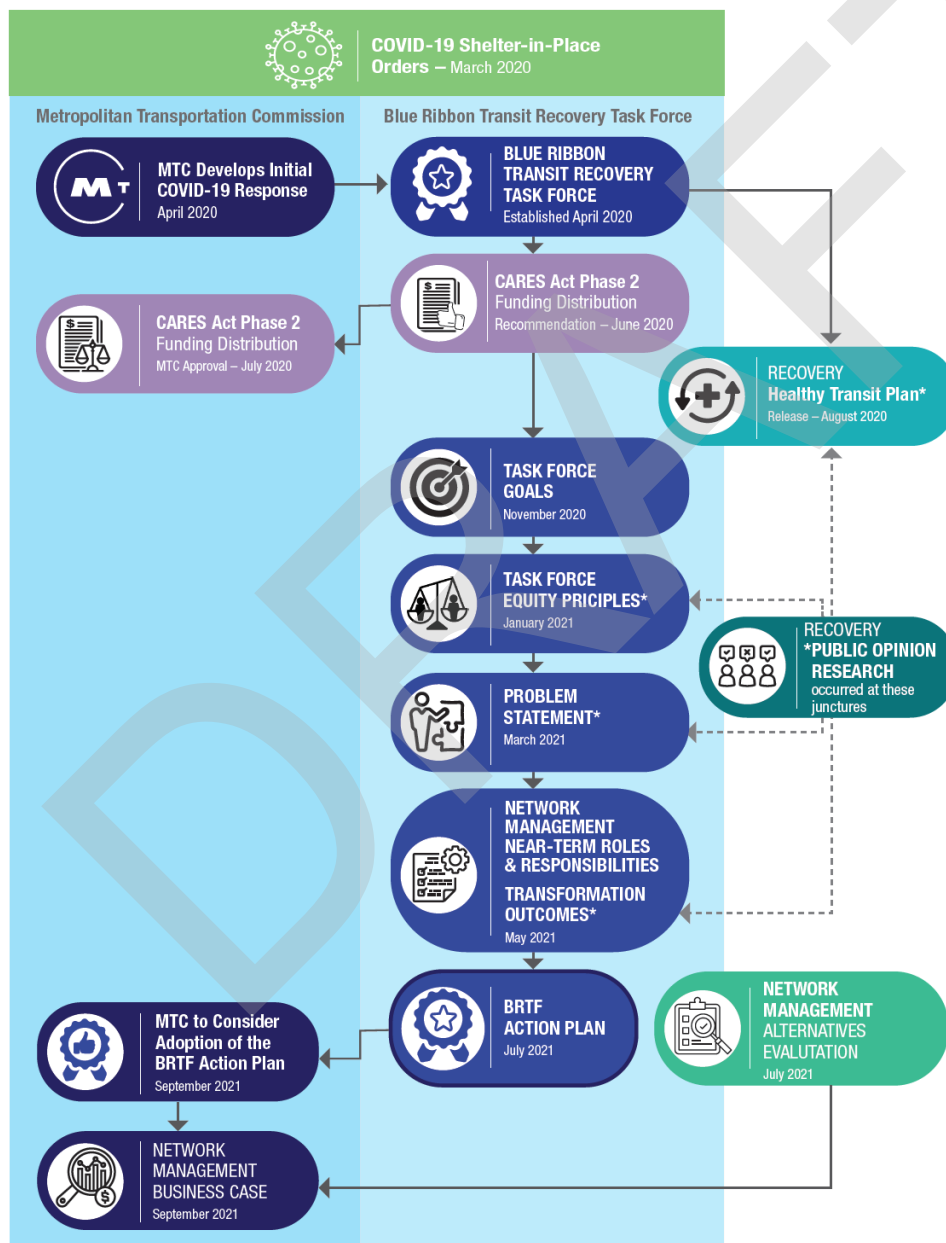 COVID-19 Shelter-in-Place
Orders – March 2020
Metropolitan Transportation Commission
Blue Ribbon Transit Recovery Task Force
MT
MTC Develops Initial
COVID-19 Response
April 2020
BLUE RIBBON
TRANSIT RECOVERY
TASK FORCE
Established April 2020
CARES Act Phase 2
Funding Distribution
Recommendation – June 2020
CARES Act Phase 2
Funding Distribution
MTC Approval – July 2020
RECOVERY
Healthy Transit Plan*
Release – August 2020
TASK FORCE
GOALS
November 2020
TASK FORCE
EQUITY PRICIPLES*
January 2021
RECOVERY
*PUBLIC OPINION
RESEARCH
occurred at these
junctures
PROBLEM
STATEMENT*
March 2021
NETWORK
MANAGEMENT
NEAR-TERM ROLES
& RESPONSIBILITIES
TRANSFORMATION
OUTCOMES*
May 2021
BRTF
ACTION PLAN
July 2021
NETWORK
MANAGEMENT
ALTERNATIVES
EVALUTATION
July 2021
MTC to Consider
Adoption of the
BRTF Action Plan
September 2021
NETWORK
MANAGEMENT
BUSINESS CASE
September 2021
DRAFT